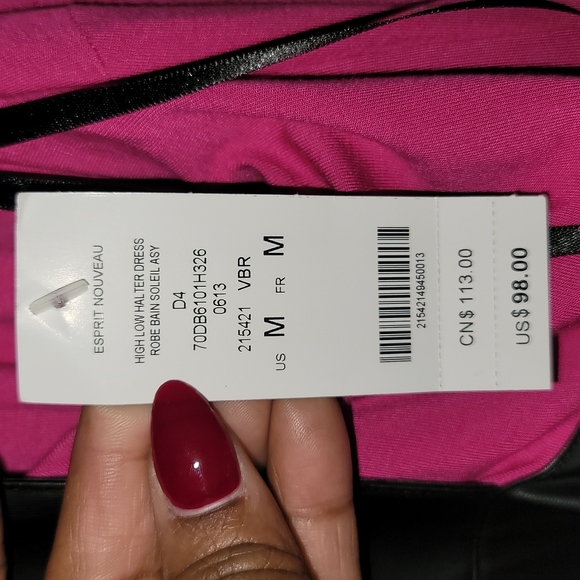 ESPRIT NOUVEAU
HIGH LOW HALTER DRESS
ROBE BAIN SOLEIL ASY
D4
70DB6101H326
0613
215421 VBR
US M FR M
21542149450013
CN$ 113.00
US$ 98.00